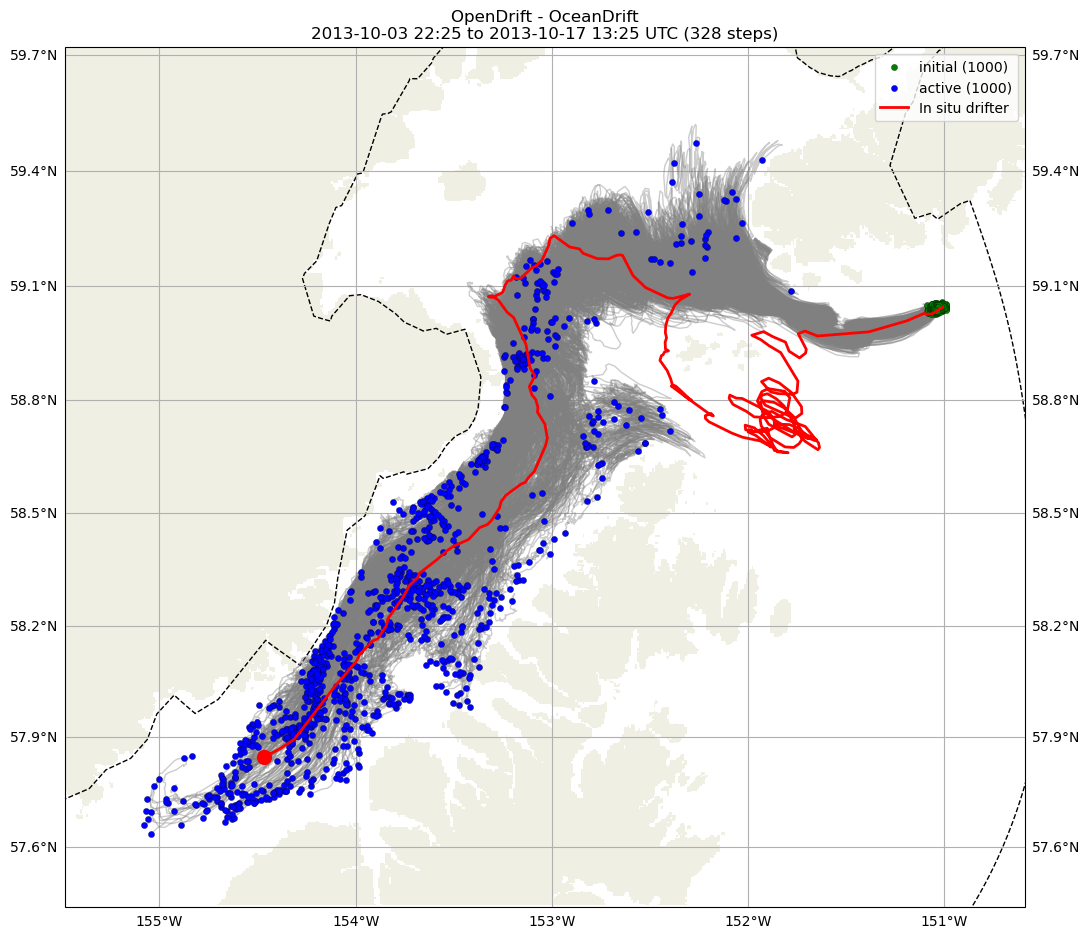 OpenDrift - OceanDrift
2013-10-03 22:25 to 2013-10-17 13:25 UTC (328 steps)
initial (1000)
active (1000)
In situ drifter
59.7°N
59.7°N
59.4°N
59.4°N
59.1°N
59.1°N
58.8°N
58.8°N
58.5°N
58.5°N
58.2°N
58.2°N
57.9°N
57.9°N
57.6°N
57.6°N
155°W
154°W
153°W
152°W
151°W